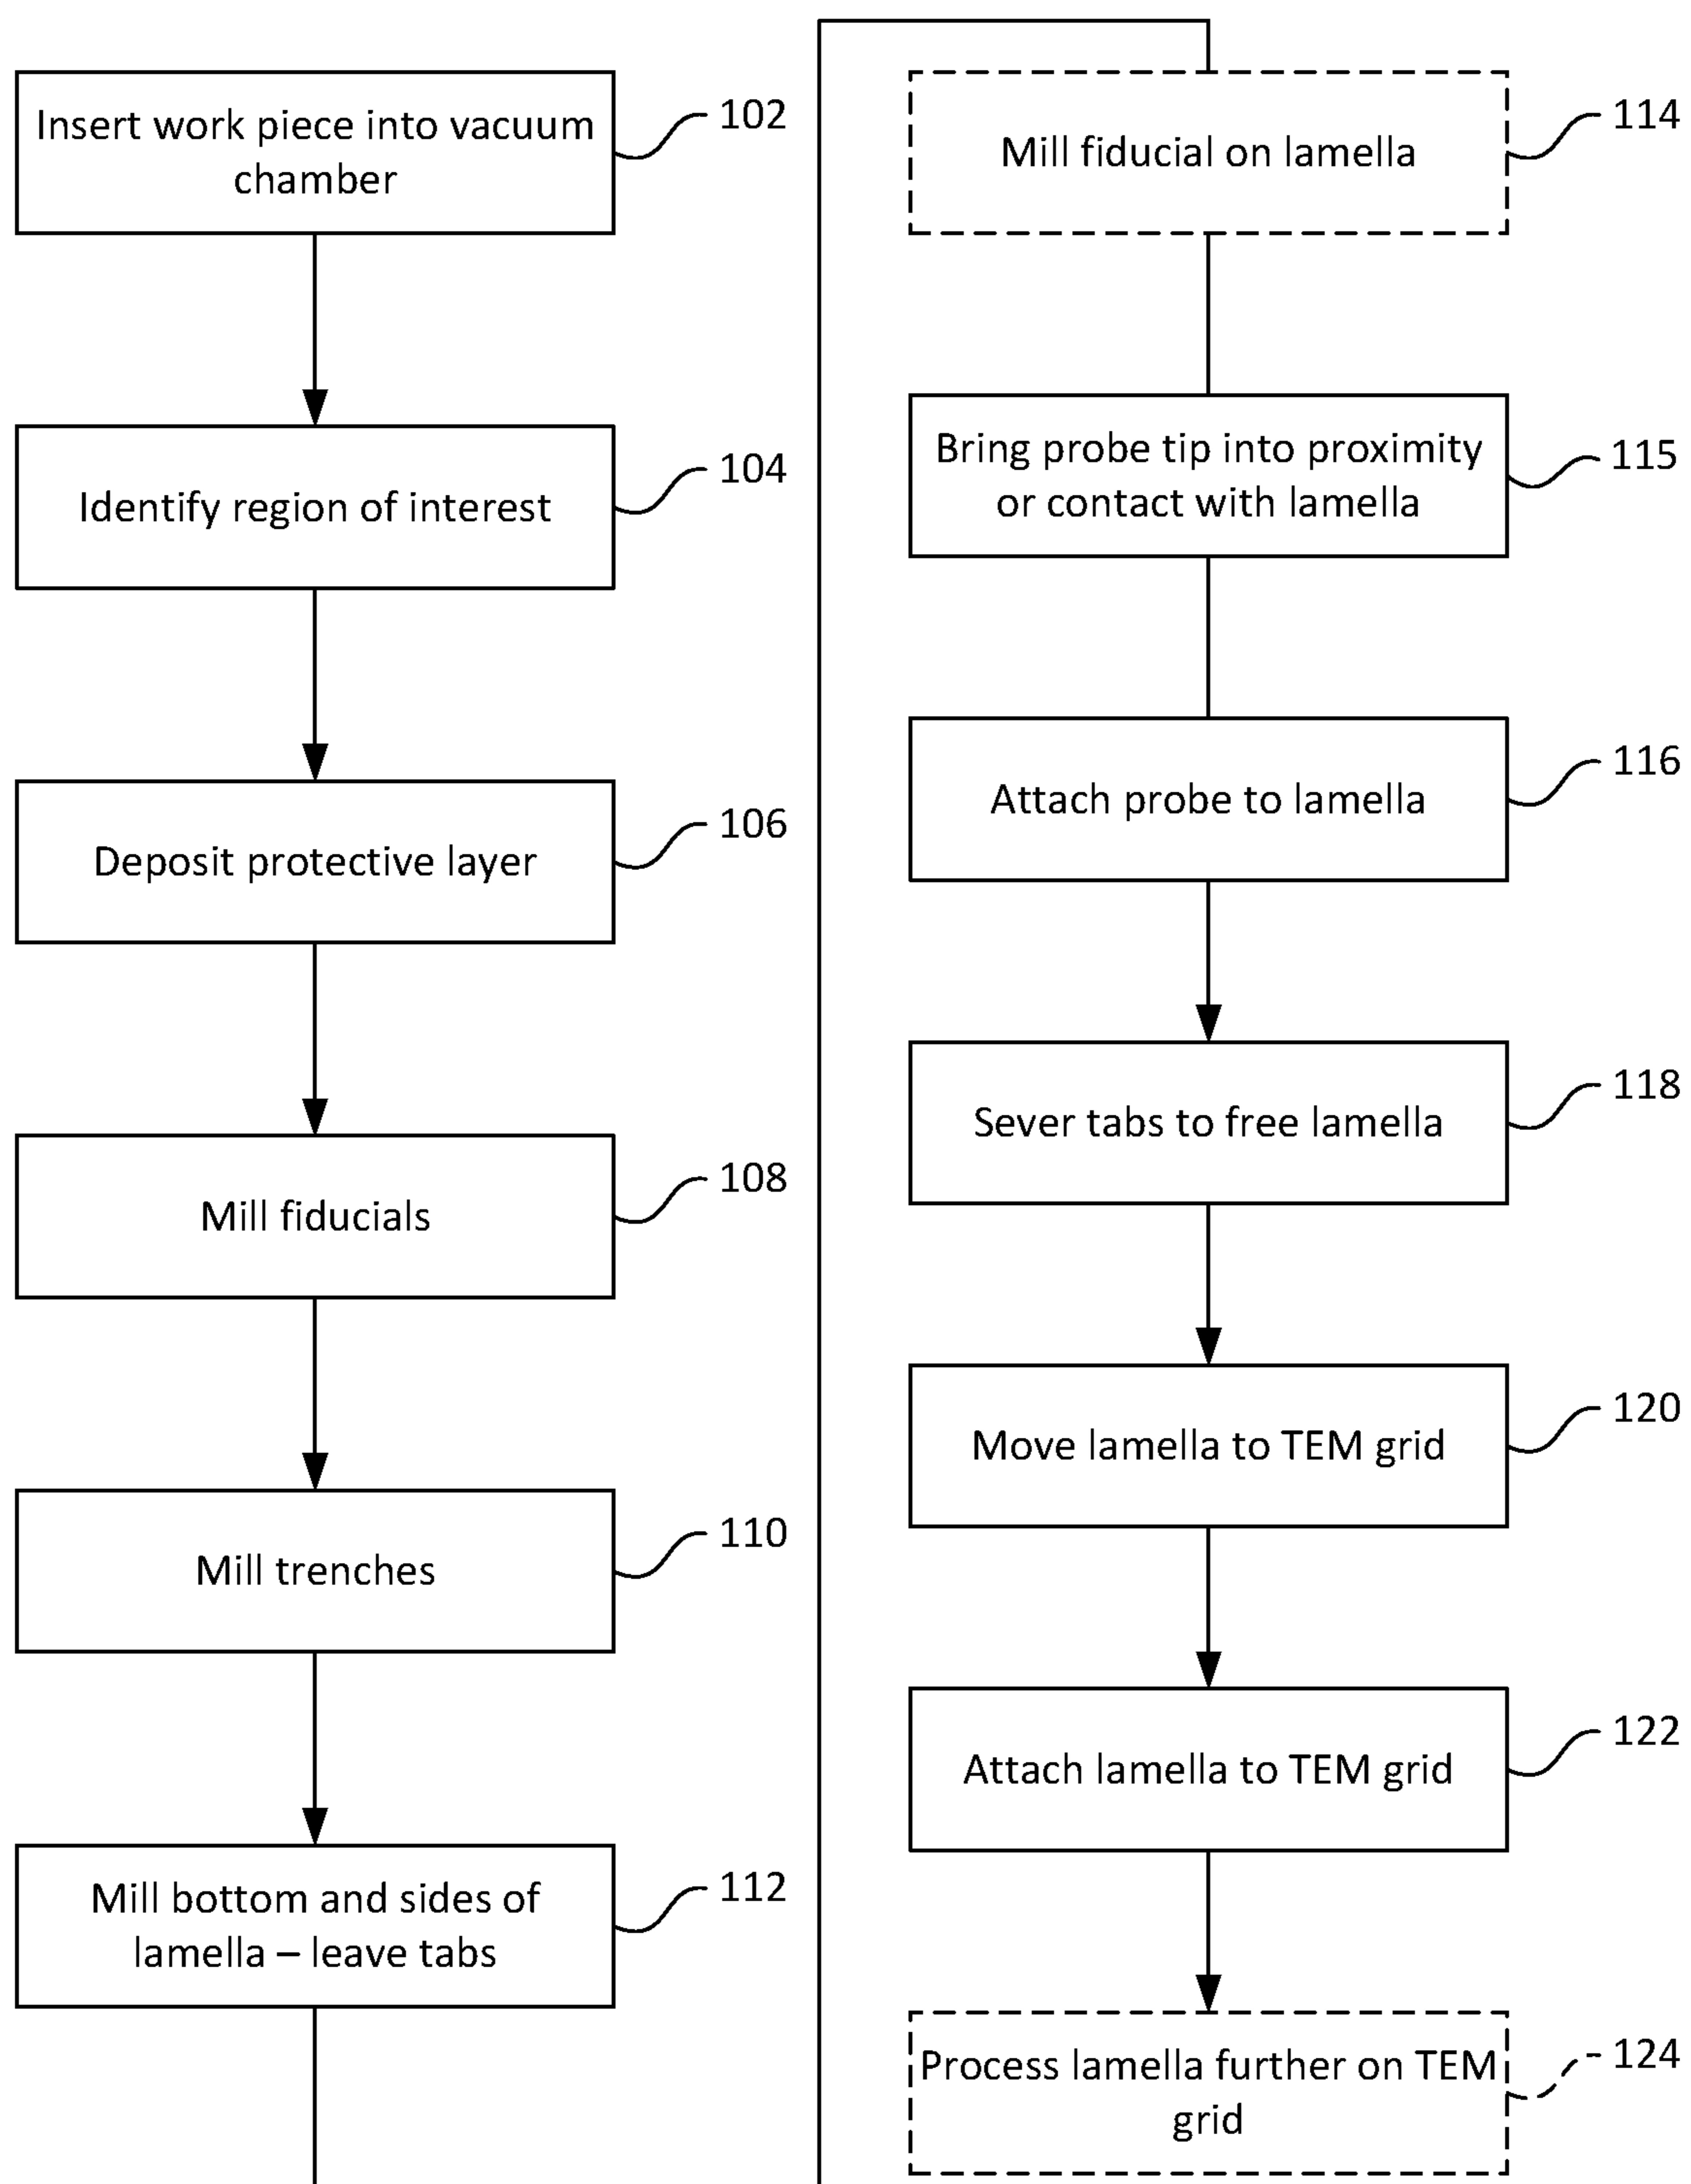 Insert work piece into vacuum
chamber
102
Identify region of interest
104
Deposit protective layer
106
Mill fiducials
108
Mill trenches
110
Mill bottom and sides of
lamella – leave tabs
112
Mill fiducial on lamella
114
Bring probe tip into proximity
or contact with lamella
115
Attach probe to lamella
116
Sever tabs to free lamella
118
Move lamella to TEM grid
120
Attach lamella to TEM grid
122
Process lamella further on TEM
grid
124